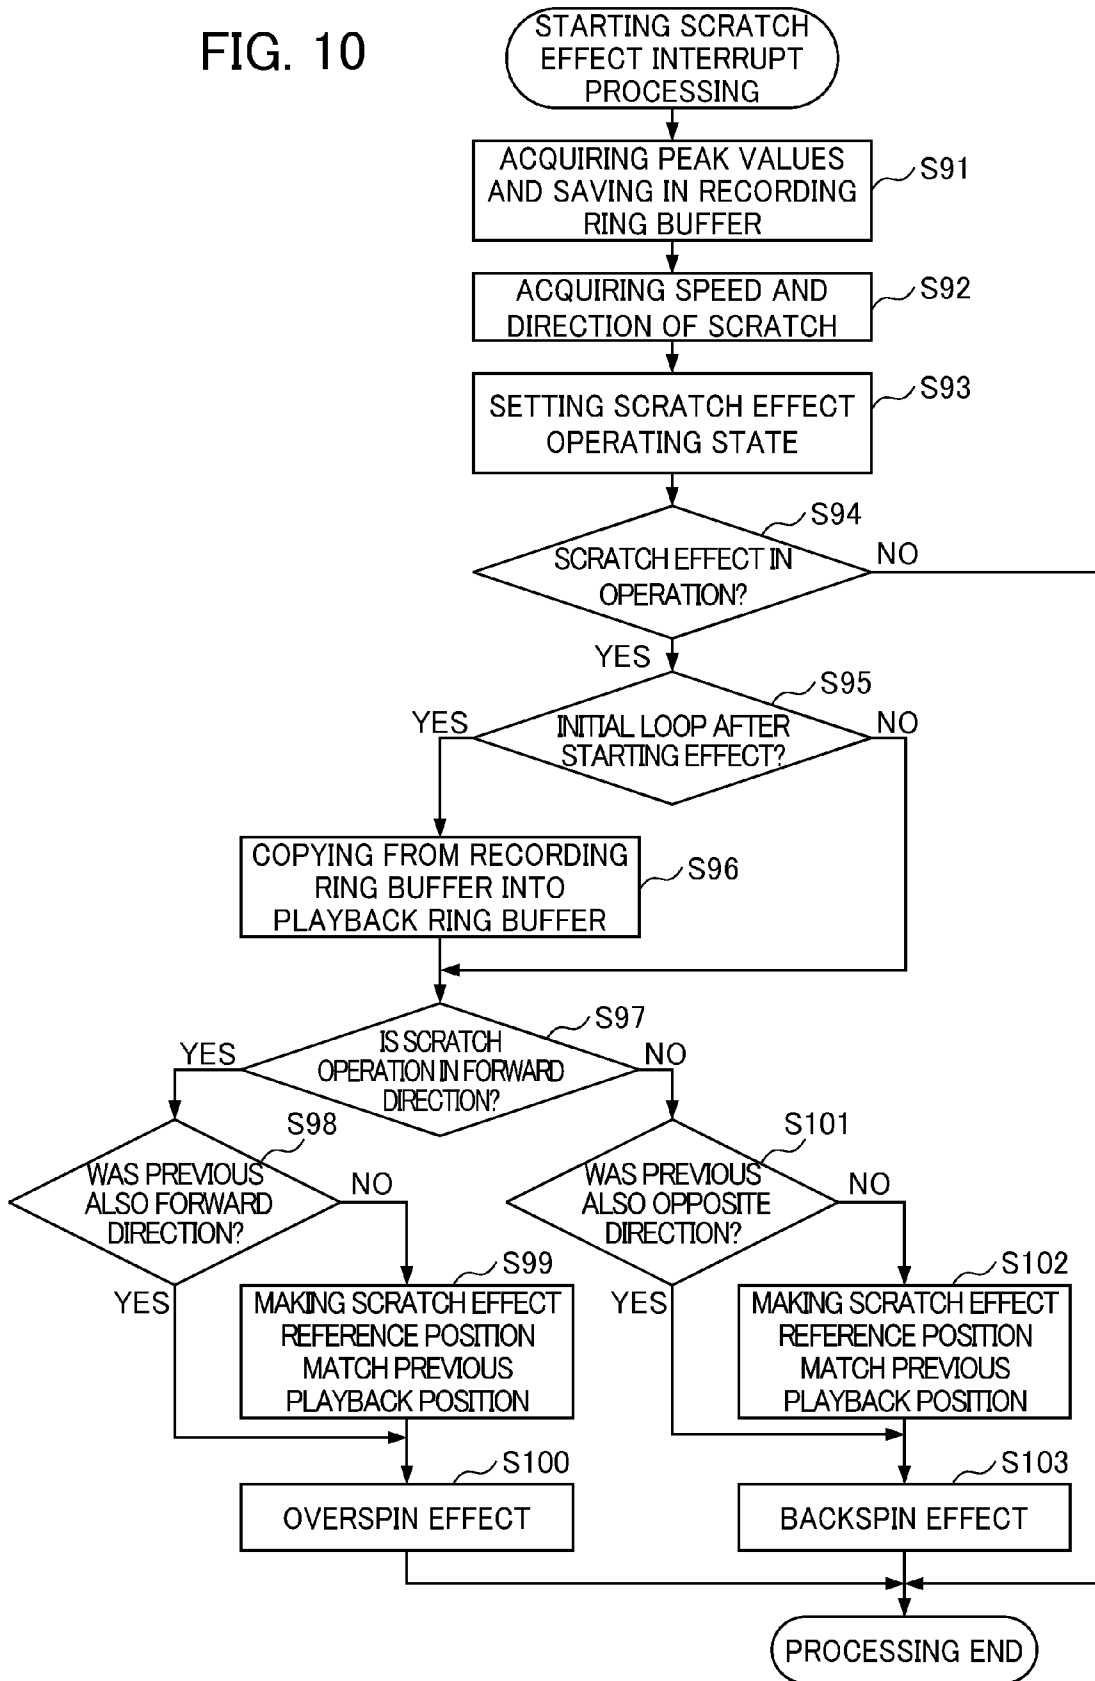 FIG. 10
STARTING SCRATCH
EFFECT INTERRUPT
PROCESSING
ACQUIRING PEAK VALUES
AND SAVING IN RECORDING
RING BUFFER
S91
ACQUIRING SPEED AND
DIRECTION OF SCRATCH
S92
SETTING SCRATCH EFFECT
OPERATING STATE
S93
S94
SCRATCH EFFECT IN
OPERATION?
NO
YES
S95
YES
INITIAL LOOP AFTER
STARTING EFFECT?
NO
COPYING FROM RECORDING
RING BUFFER INTO
PLAYBACK RING BUFFER
S96
S97
YES
IS SCRATCH
OPERATION IN FORWARD
DIRECTION?
NO
S98
WAS PREVIOUS
ALSO FORWARD
DIRECTION?
NO
YES
S101
WAS PREVIOUS
ALSO OPPOSITE
DIRECTION?
NO
YES
S99
MAKING SCRATCH EFFECT
REFERENCE POSITION
MATCH PREVIOUS
PLAYBACK POSITION
S102
MAKING SCRATCH EFFECT
REFERENCE POSITION
MATCH PREVIOUS
PLAYBACK POSITION
S100
OVERSPIN EFFECT
S103
BACKSPIN EFFECT
PROCESSING END